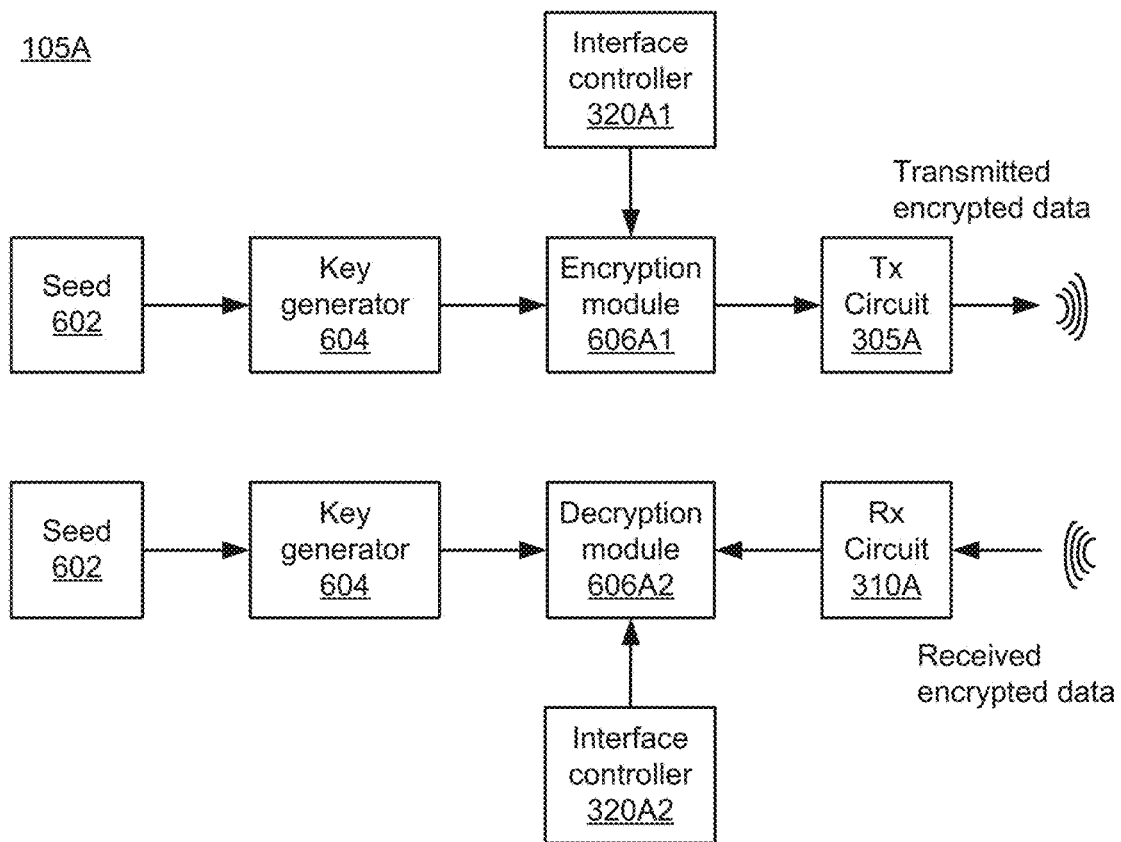 105A
Interface
controller
320A1
Transmitted
encrypted data
Seed
602
Key
generator
604
Encryption
module
606A1
Tx
Circuit
305A
Seed
602
Key
generator
604
Decryption
module
606A2
Rx
Circuit
310A
Received
encrypted data
Interface
controller
320A2